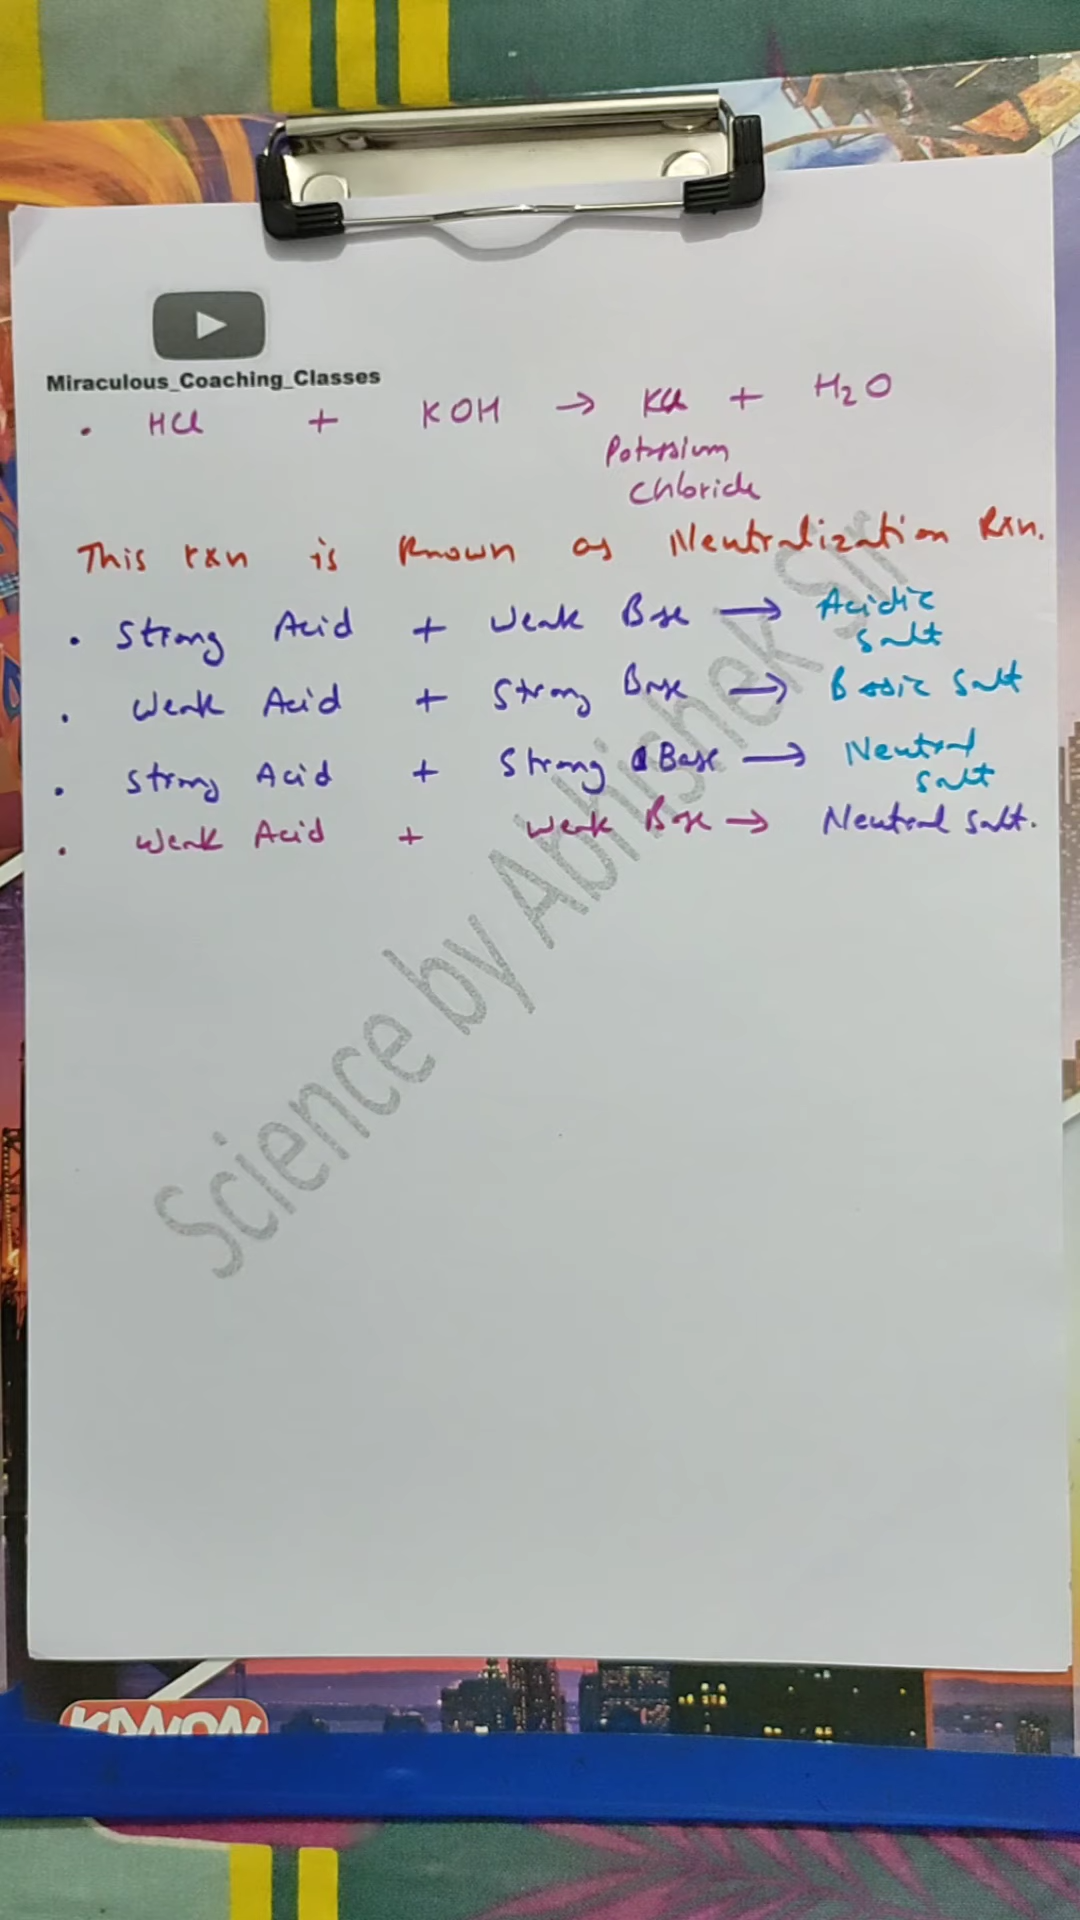 Miraculous_Coaching_Classes
. HCl + KOH → KCl + H2O
Potassium
Chloride
This rxn is Known as Neutralization Rxn.
. Strong Acid + Weak Base → Acidic
Salt
. Weak Acid + Strong Base → Basic Salt
. Strong Acid + Strong Base → Neutral
Salt
. Weak Acid + Weak Base → Neutral Salt.
Science by Abhishek Sir